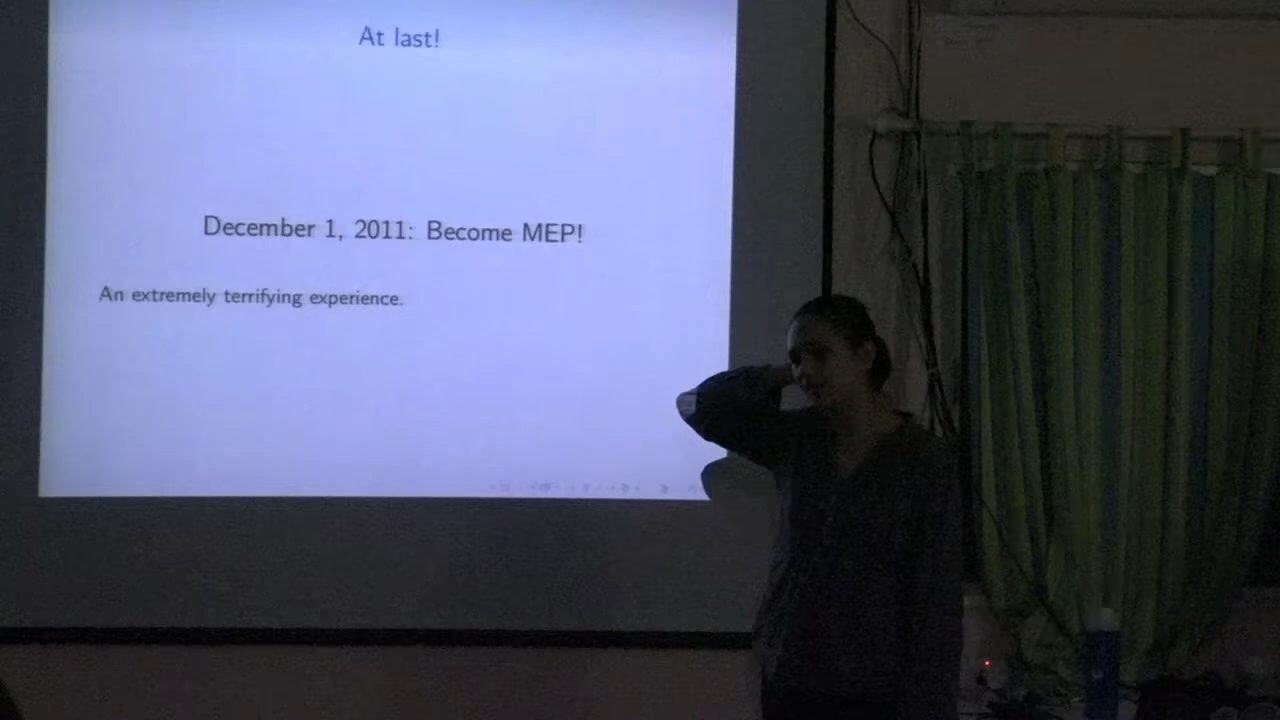 At last!
December 1, 2011: Become MEP!
An extremely terrifying experience.